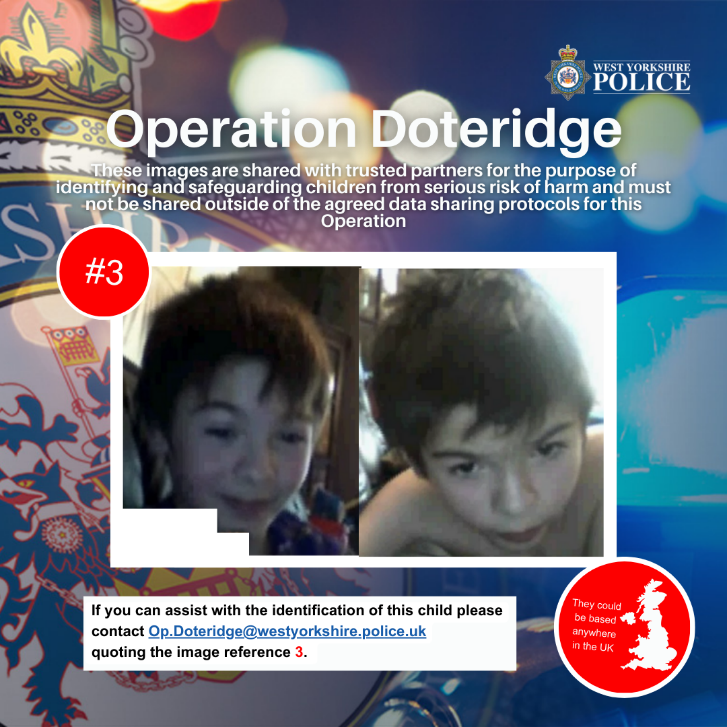 WEST YORKSHIRE
POLICE
Operation Doteridge
These images are shared with trusted partners for the purpose of
identifying and safeguarding children from serious risk of harm and must
not be shared outside of the agreed data sharing protocols for this
Operation
SHIRE
#3
If you can assist with the identification of this child please
contact Op.Doteridge@westyorkshire.police.uk
quoting the image reference 3.
They could
be based
anywhere
in the UK